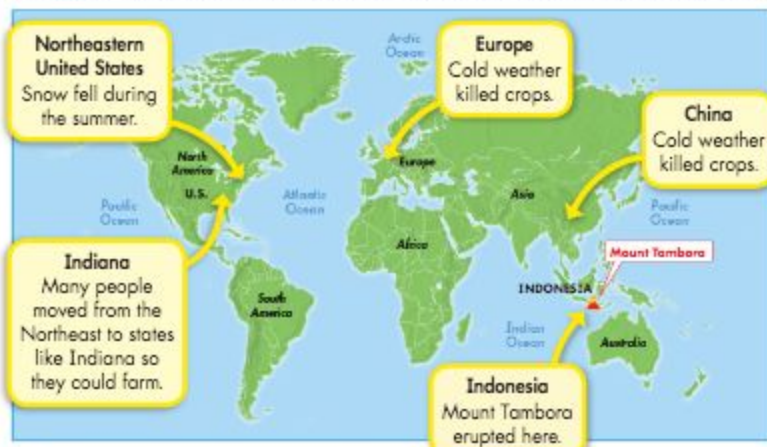 Northeastern
United States
Snow fell during
the summer.
Arctic
Ocean
Europe
Cold weather
killed crops.
China
Cold weather
killed crops.
North
America
U.S.
Europe
Asia
Pacific
Ocean
Atlantic
Ocean
Pacific
Ocean
Africa
Indiana
Many people
moved from the
Northeast to states
like Indiana so
they could farm.
Mount Tambora
INDONESIA
South
America
Indian
Ocean
Australia
Indonesia
Mount Tambora
erupted here.